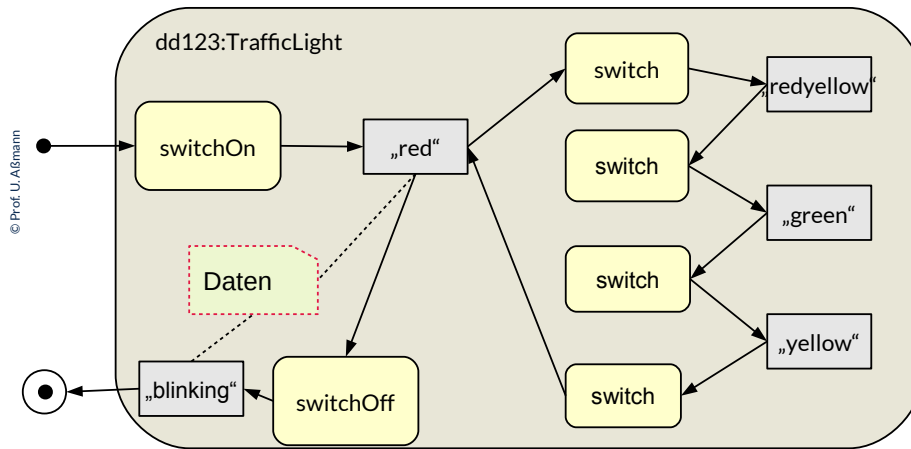 dd123:TrafficLight
switch
„redyellow“
switchOn
„red“
switch
„green“
Daten
switch
„yellow“
„blinking“
switchOff
switch
© Prof. U. Aßmann